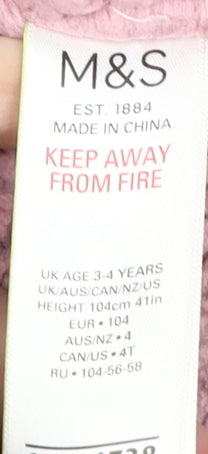 M&S
EST. 1884
MADE IN CHINA
KEEP AWAY
FROM FIRE
UK AGE 3-4 YEARS
UK/AUS/CAN/NZ/US
HEIGHT 104cm 41in
EUR • 104
AUS/NZ • 4
CAN/US • 4T
RU • 104-56-58